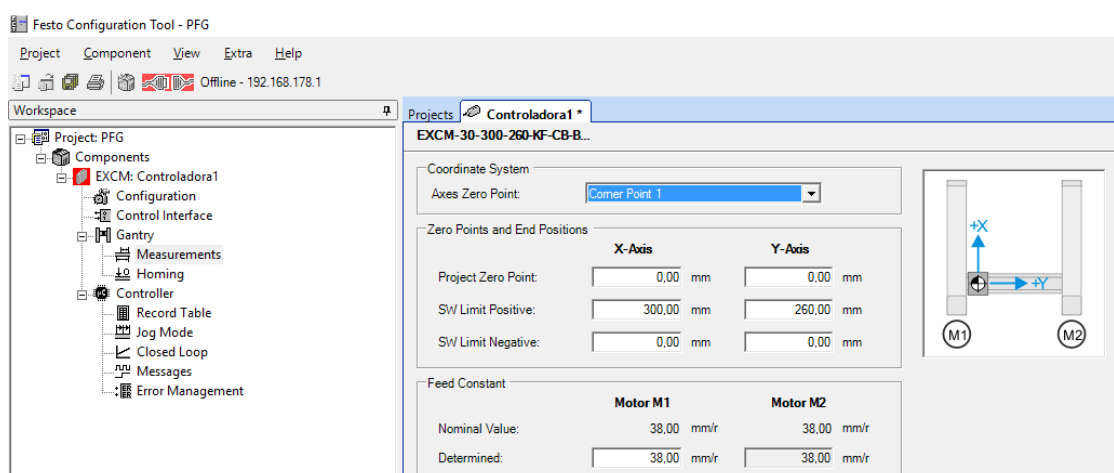 Festo Configuration Tool - PFG
Project Component View Extra Help
Offline - 192.168.178.1
Workspace
Project: PFG
Components
EXCM: Controladora1
Configuration
Control Interface
Gantry
Measurements
Homing
Controller
Record Table
Jog Mode
Closed Loop
Messages
Error Management
Projects Controladora1 *
EXCM-30-300-260-KF-CB-B...
Coordinate System
Axes Zero Point: Corner Point 1
Zero Points and End Positions
X-Axis Y-Axis
Project Zero Point: 0,00 mm 0,00 mm
SW Limit Positive: 300,00 mm 260,00 mm
SW Limit Negative: 0,00 mm 0,00 mm
Feed Constant
Motor M1 Motor M2
Nominal Value: 38,00 mm/r 38,00 mm/r
Determined: 38,00 mm/r 38,00 mm/r
+X
+Y
M1 M2